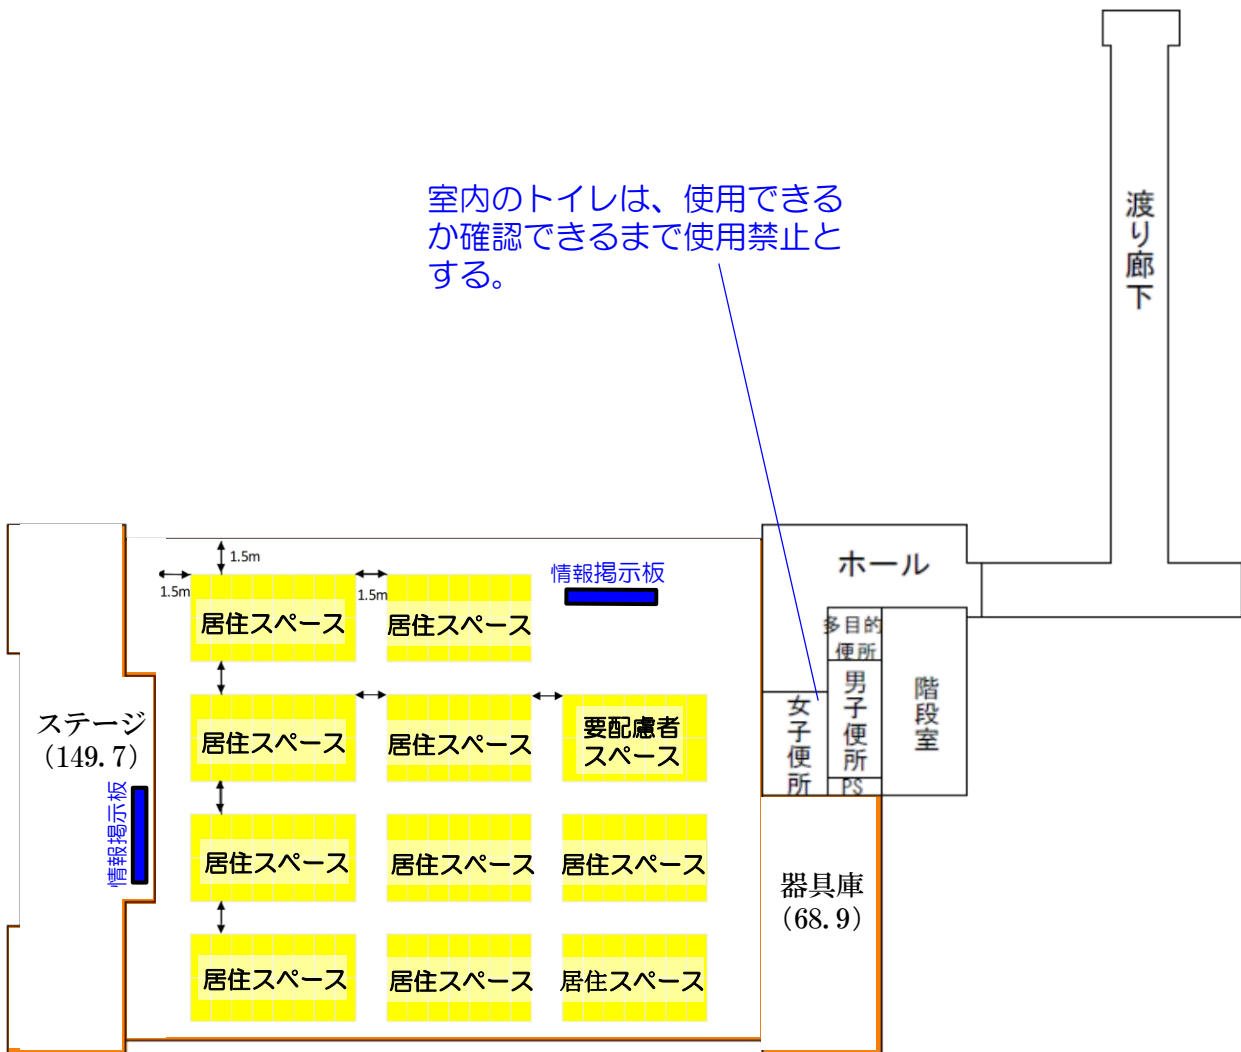 室内のトイレは、使用できる
か確認できるまで使用禁止と
する。
渡り廊下
1.5m
1.5m
1.5m
情報掲示板
ホール
居住スペース
居住スペース
多目的
便所
男子便所
女子便所
PS
階段室
ステージ
(149.7)
情報掲示板
居住スペース
居住スペース
要配慮者
スペース
居住スペース
居住スペース
居住スペース
器具庫
(68.9)
居住スペース
居住スペース
居住スペース